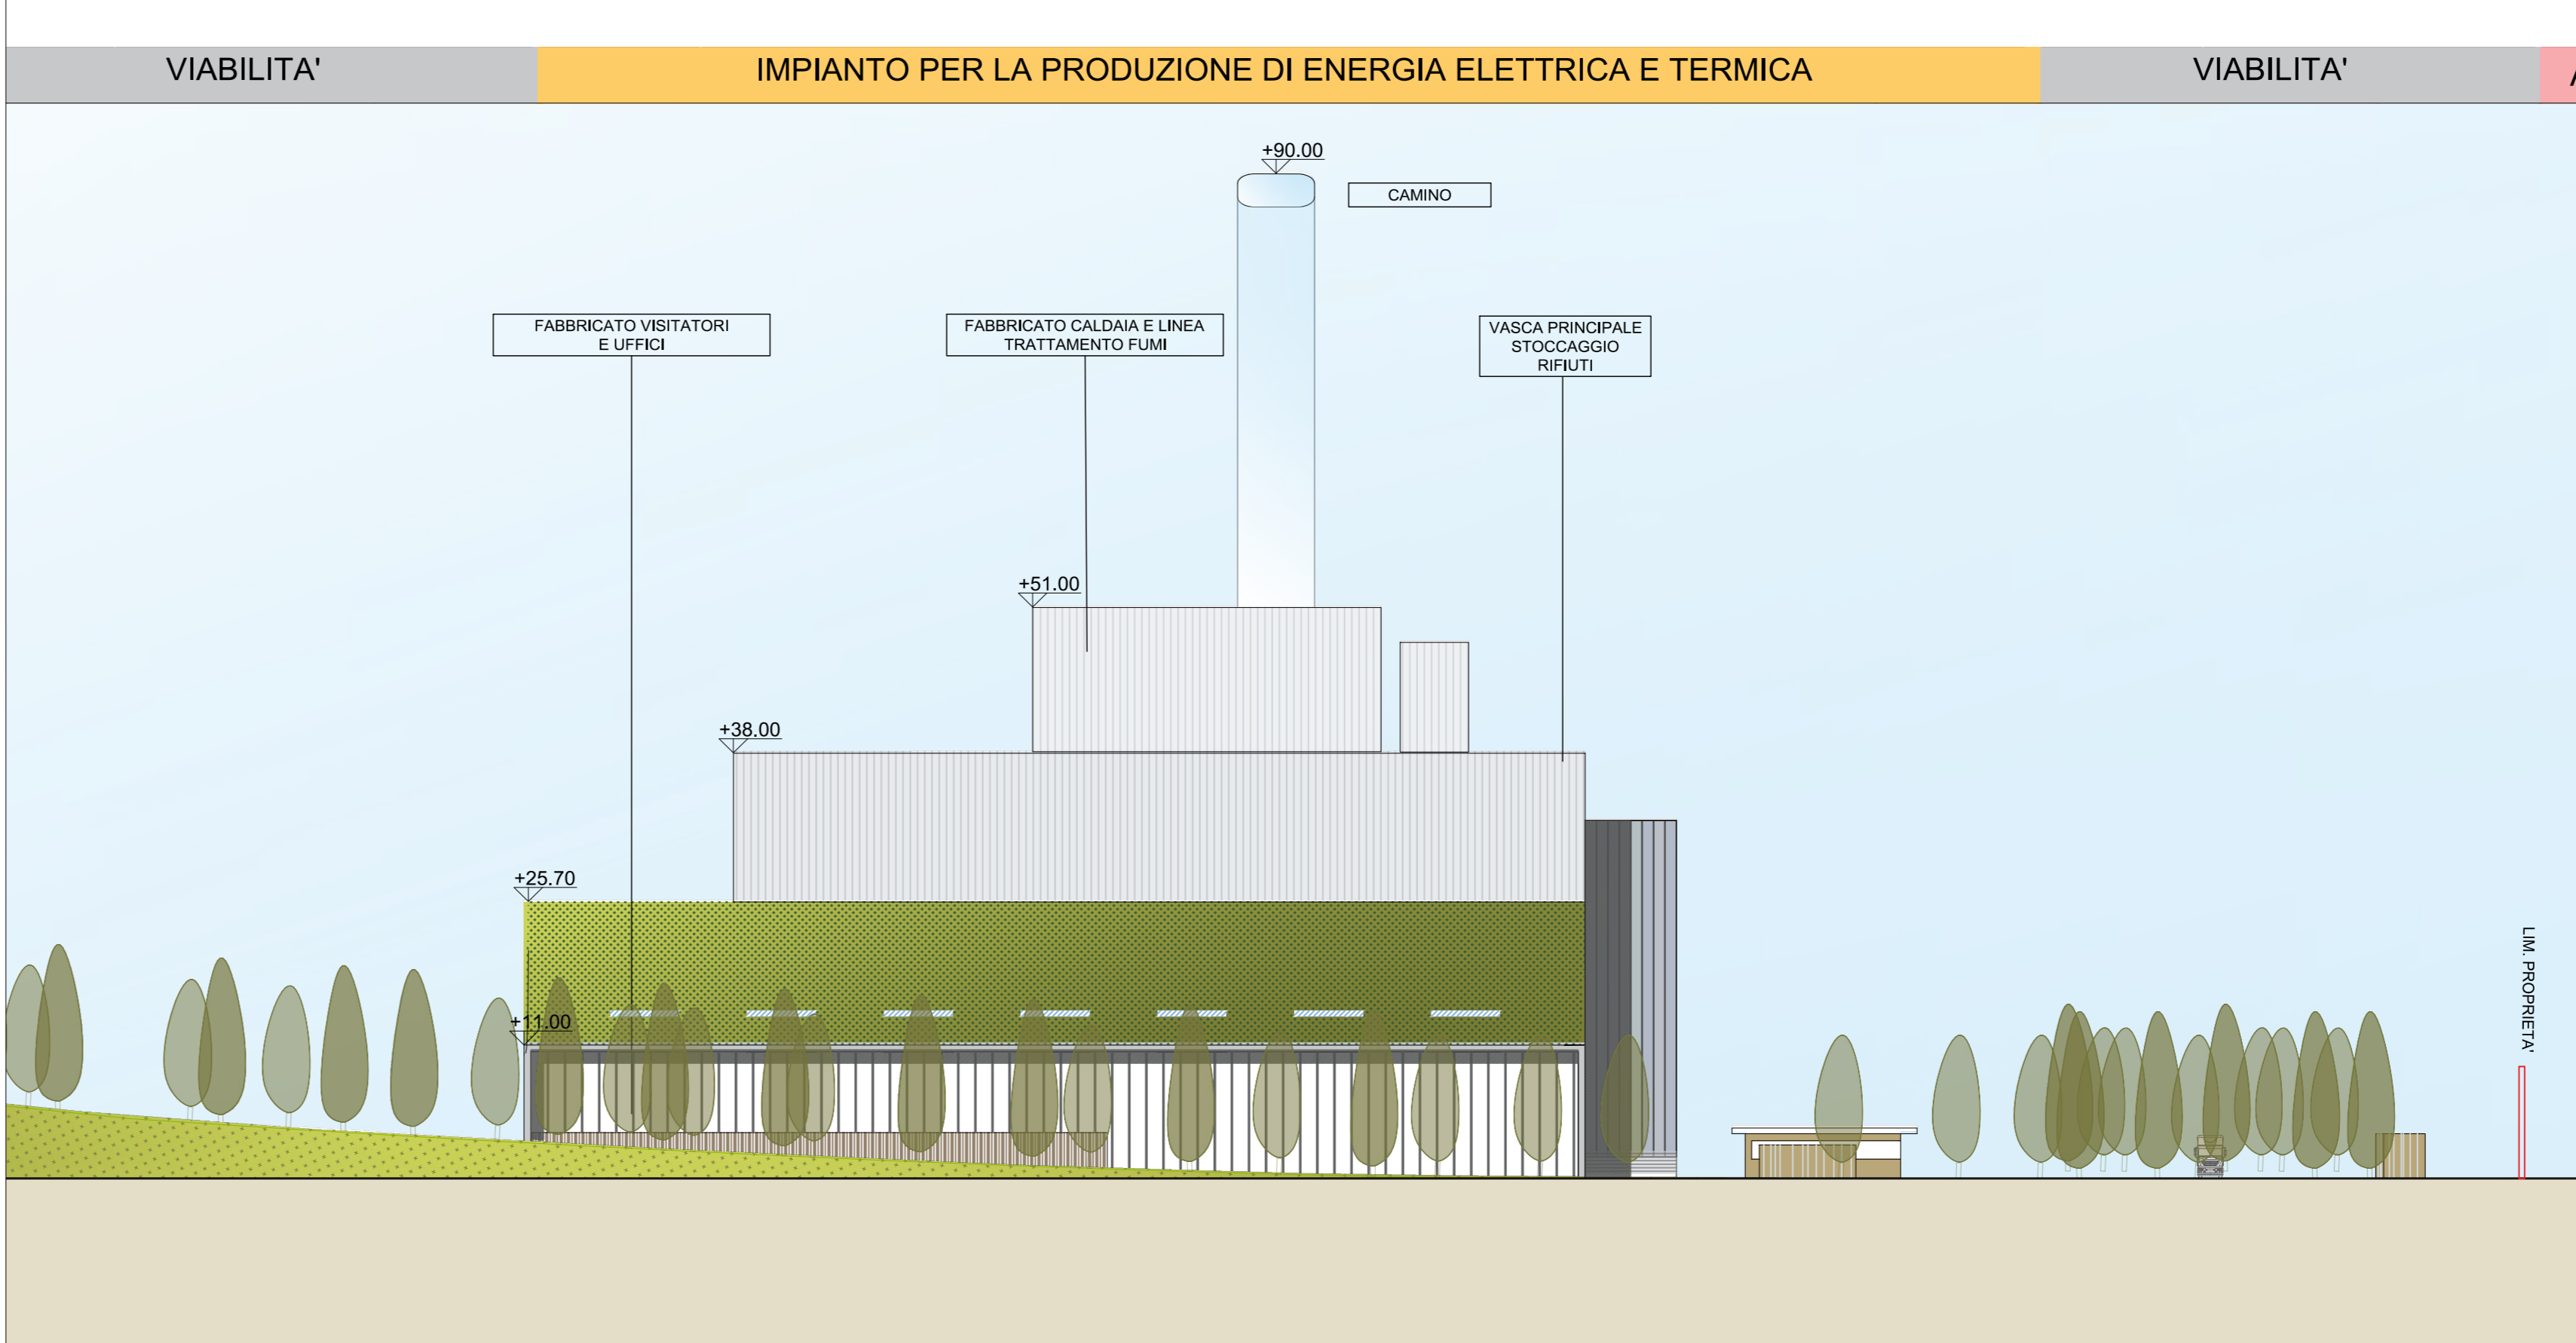 VIABILITA'
IMPIANTO PER LA PRODUZIONE DI ENERGIA ELETTRICA E TERMICA
VIABILITA'
+90.00
CAMINO
FABBRICATO VISITATORI
E UFFICI
FABBRICATO CALDAIA E LINEA
TRATTAMENTO FUMI
VASCA PRINCIPALE
STOCCAGGIO
RIFIUTI
+51.00
+38.00
+25.70
+11.00
LIM. PROPRIETA'